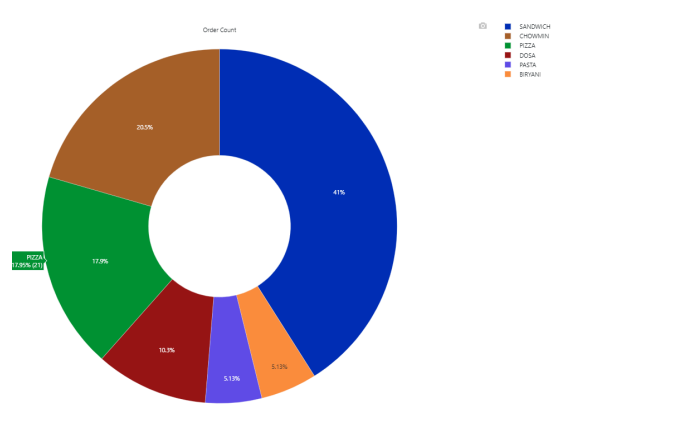 Order Count
SANDWICH
CHOWMIN
PIZZA
DOSA
PASTA
BIRYANI
20.5%
41%
PIZZA
17.95% (21)
17.9%
10.3%
5.13%
5.13%